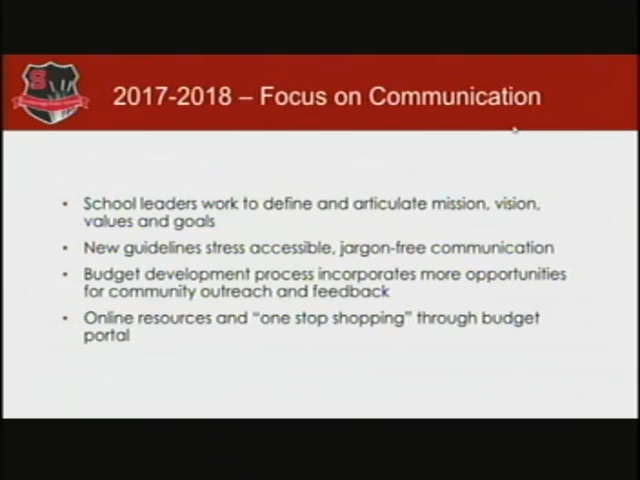 S
2017-2018 – Focus on Communication
• School leaders work to define and articulate mission, vision,
values and goals
• New guidelines stress accessible, jargon-free communication
• Budget development process incorporates more opportunities
for community outreach and feedback
• Online resources and “one stop shopping” through budget
portal